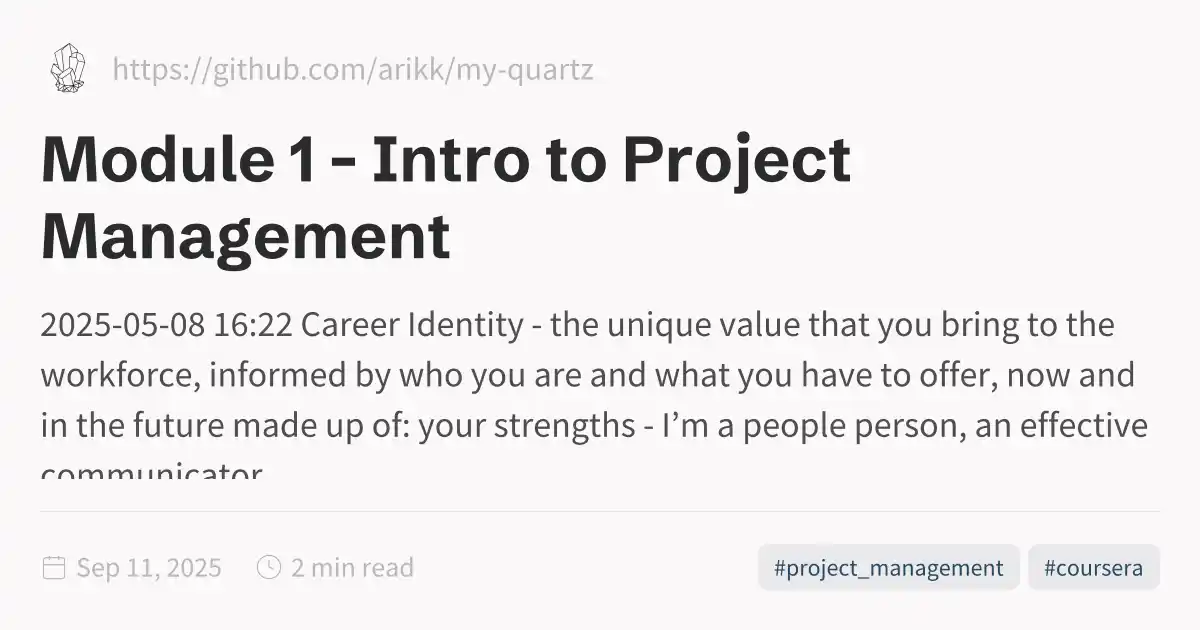 https://github.com/arikk/my-quartz
Module 1 - Intro to Project
Management
2025-05-08 16:22 Career Identity - the unique value that you bring to the
workforce, informed by who you are and what you have to offer, now and
in the future made up of: your strengths - I’m a people person, an effective
communicator
Sep 11, 2025
2 min read
#project_management
#coursera